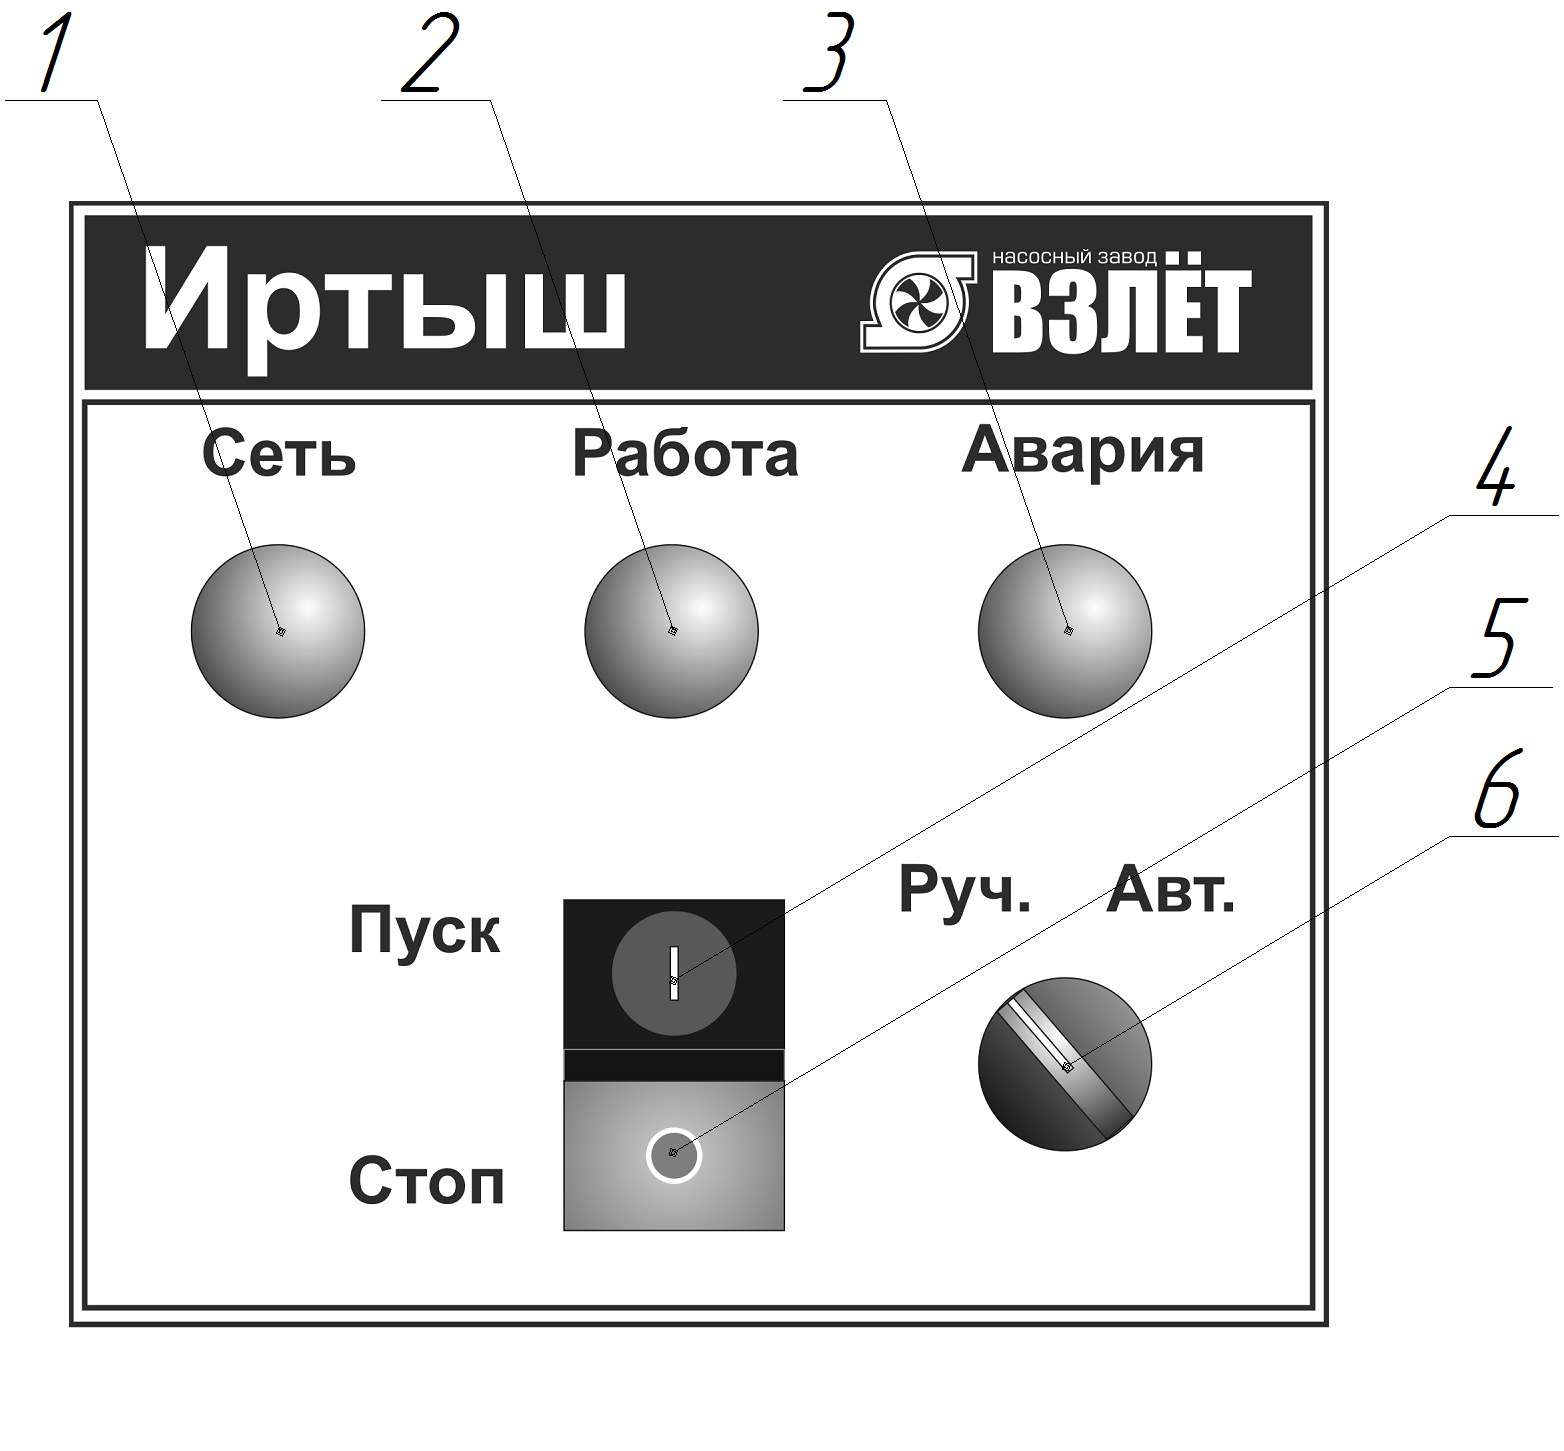 1 2 3
насосный завод
Иртыш ВЗЛЁТ
Сеть Работа Авария
4
5
6
Руч. Авт.
Пуск
Стоп